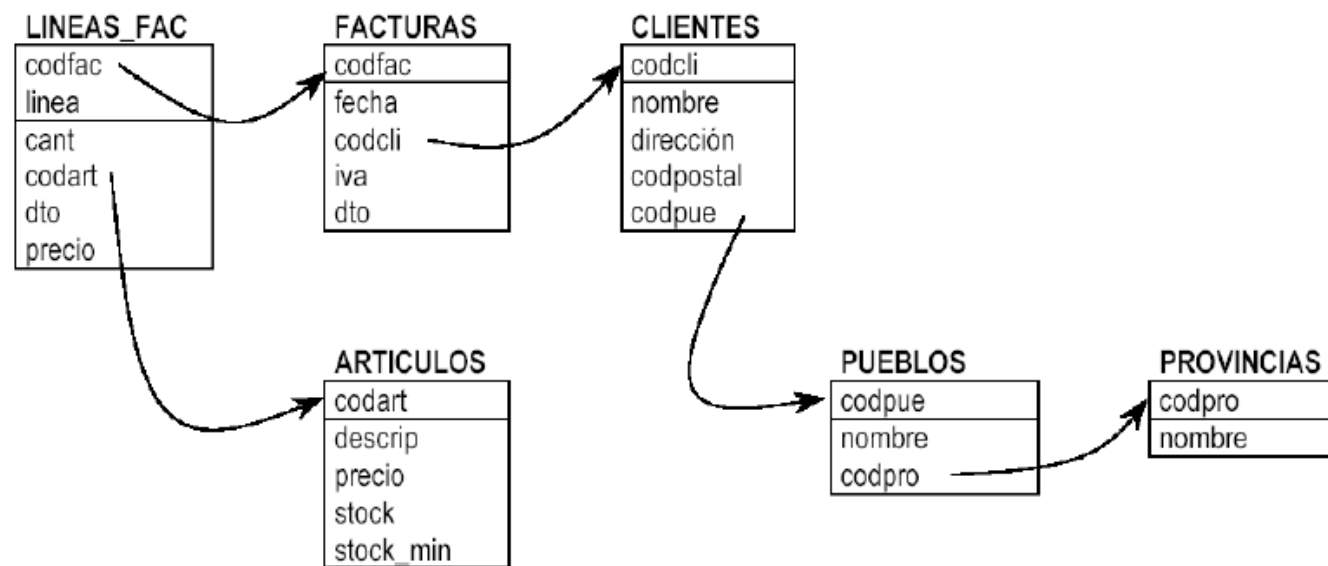 LINEAS_FAC
codfac
linea
cant
codart
dto
precio
FACTURAS
codfac
fecha
codcli
iva
dto
CLIENTES
codcli
nombre
dirección
codpostal
codpue
ARTICULOS
codart
descrip
precio
stock
stock_min
PUEBLOS
codpue
nombre
codpro
PROVINCIAS
codpro
nombre